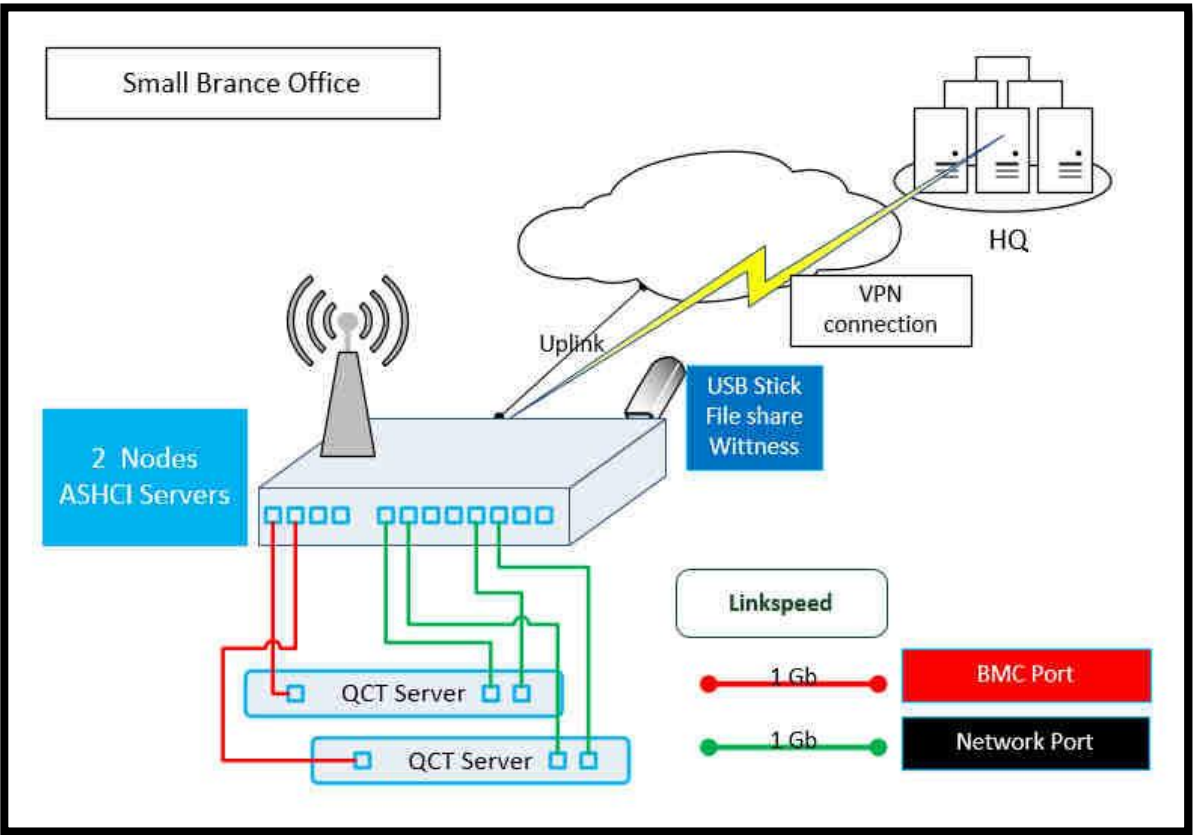 Small Brance Office
HQ
VPN
connection
Uplink
USB Stick
File share
Wittness
2 Nodes
ASHCI Servers
Linkspeed
QCT Server
1 Gb
BMC Port
1 Gb
Network Port
QCT Server